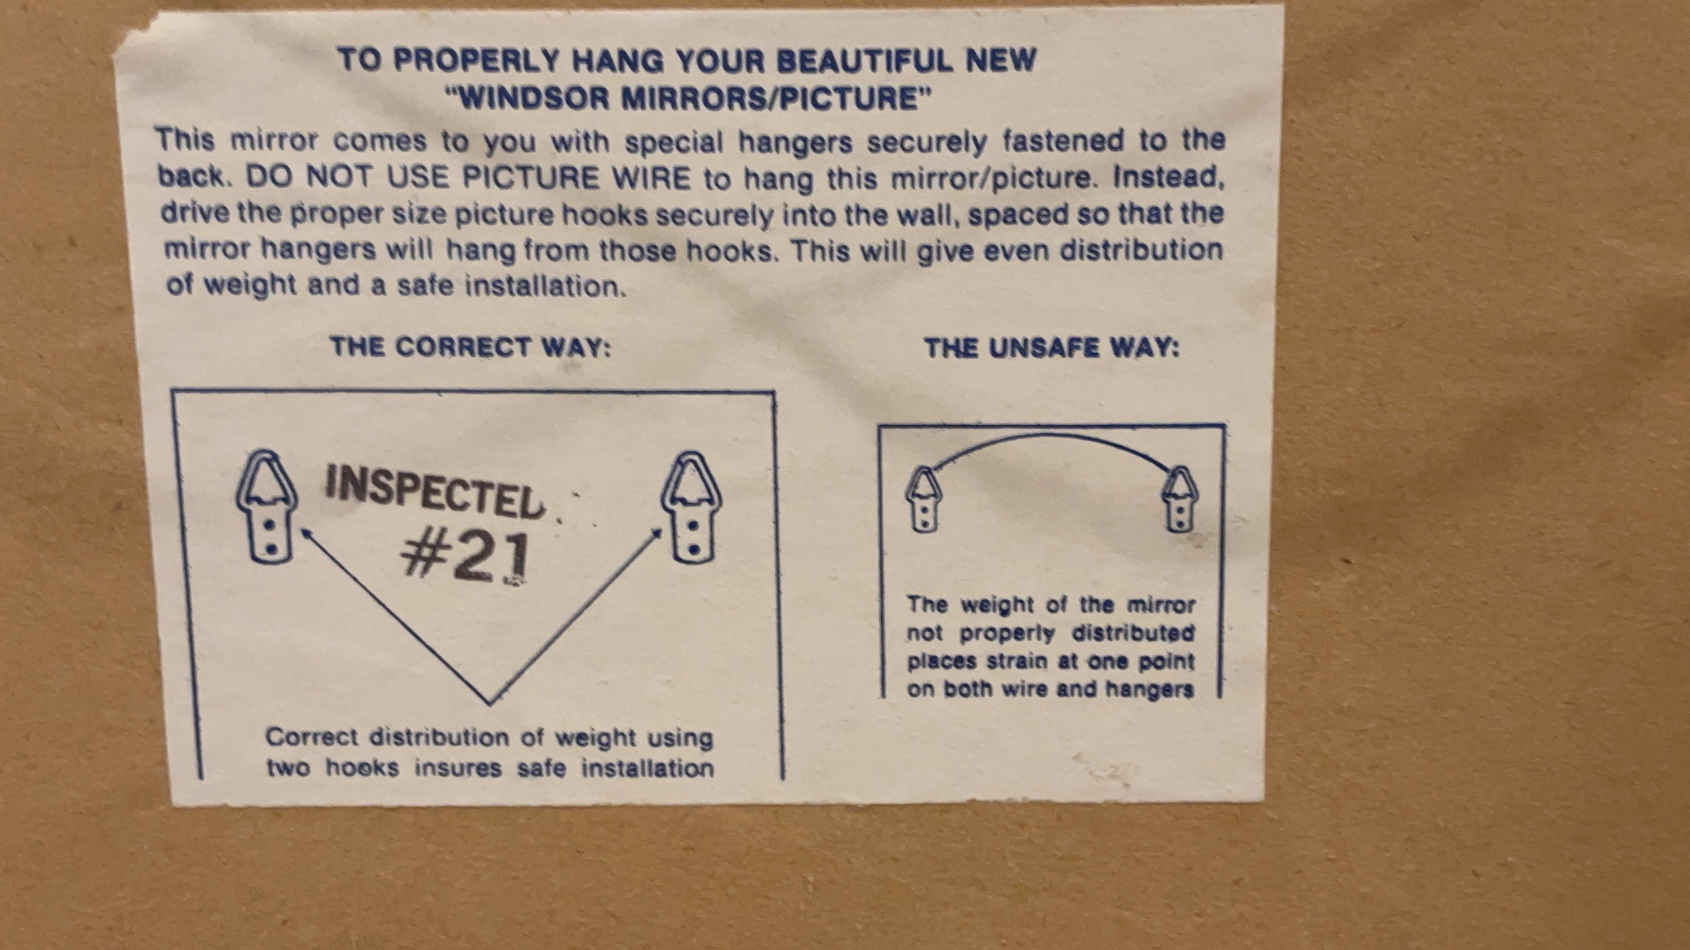 TO PROPERLY HANG YOUR BEAUTIFUL NEW
"WINDSOR MIRRORS/PICTURE"
This mirror comes to you with special hangers securely fastened to the
back. DO NOT USE PICTURE WIRE to hang this mirror/picture. Instead,
drive the proper size picture hooks securely into the wall, spaced so that the
mirror hangers will hang from those hooks. This will give even distribution
of weight and a safe installation.
THE CORRECT WAY:
INSPECTED
#21
Correct distribution of weight using
two hooks insures safe installation
THE UNSAFE WAY:
The weight of the mirror
not properly distributed
places strain at one point
on both wire and hangers